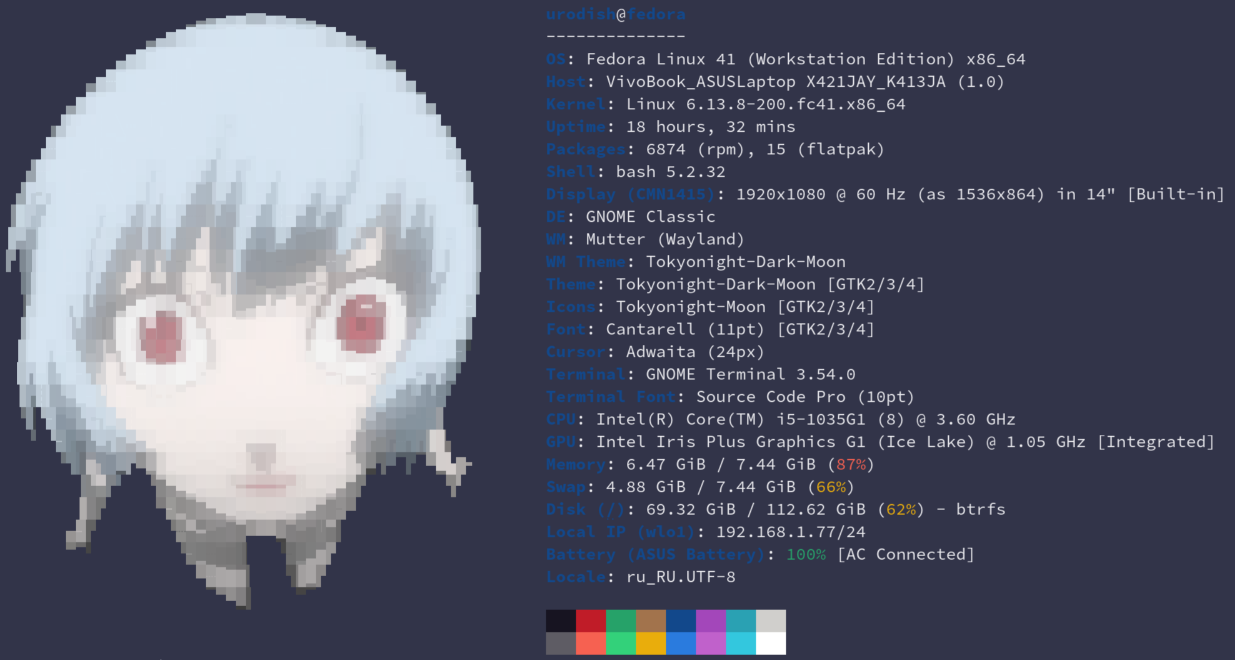 urodish@fedora
--------------
OS: Fedora Linux 41 (Workstation Edition) x86_64
Host: VivoBook_ASUSLaptop X421JAY_K413JA (1.0)
Kernel: Linux 6.13.8-200.fc41.x86_64
Uptime: 18 hours, 32 mins
Packages: 6874 (rpm), 15 (flatpak)
Shell: bash 5.2.32
Display (CMN1415): 1920x1080 @ 60 Hz (as 1536x864) in 14" [Built-in]
DE: GNOME Classic
WM: Mutter (Wayland)
WM Theme: Tokyonight-Dark-Moon
Theme: Tokyonight-Dark-Moon [GTK2/3/4]
Icons: Tokyonight-Moon [GTK2/3/4]
Font: Cantarell (11pt) [GTK2/3/4]
Cursor: Adwaita (24px)
Terminal: GNOME Terminal 3.54.0
Terminal Font: Source Code Pro (10pt)
CPU: Intel(R) Core(TM) i5-1035G1 (8) @ 3.60 GHz
GPU: Intel Iris Plus Graphics G1 (Ice Lake) @ 1.05 GHz [Integrated]
Memory: 6.47 GiB / 7.44 GiB (87%)
Swap: 4.88 GiB / 7.44 GiB (66%)
Disk (/): 69.32 GiB / 112.62 GiB (62%) - btrfs
Local IP (wlo1): 192.168.1.77/24
Battery (ASUS Battery): 100% [AC Connected]
Locale: ru_RU.UTF-8